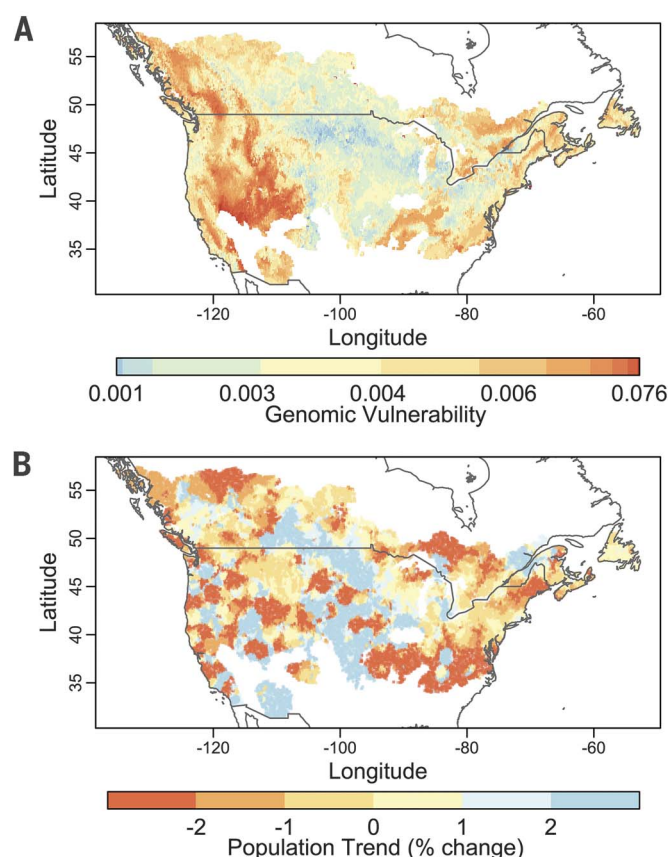 A
Latitude
55
50
45
40
35
-120 -100 -80 -60
Longitude
0.001 0.003 0.004 0.006 0.076
Genomic Vulnerability
B
Latitude
55
50
45
40
35
-120 -100 -80 -60
Longitude
-2 -1 0 1 2
Population Trend (% change)